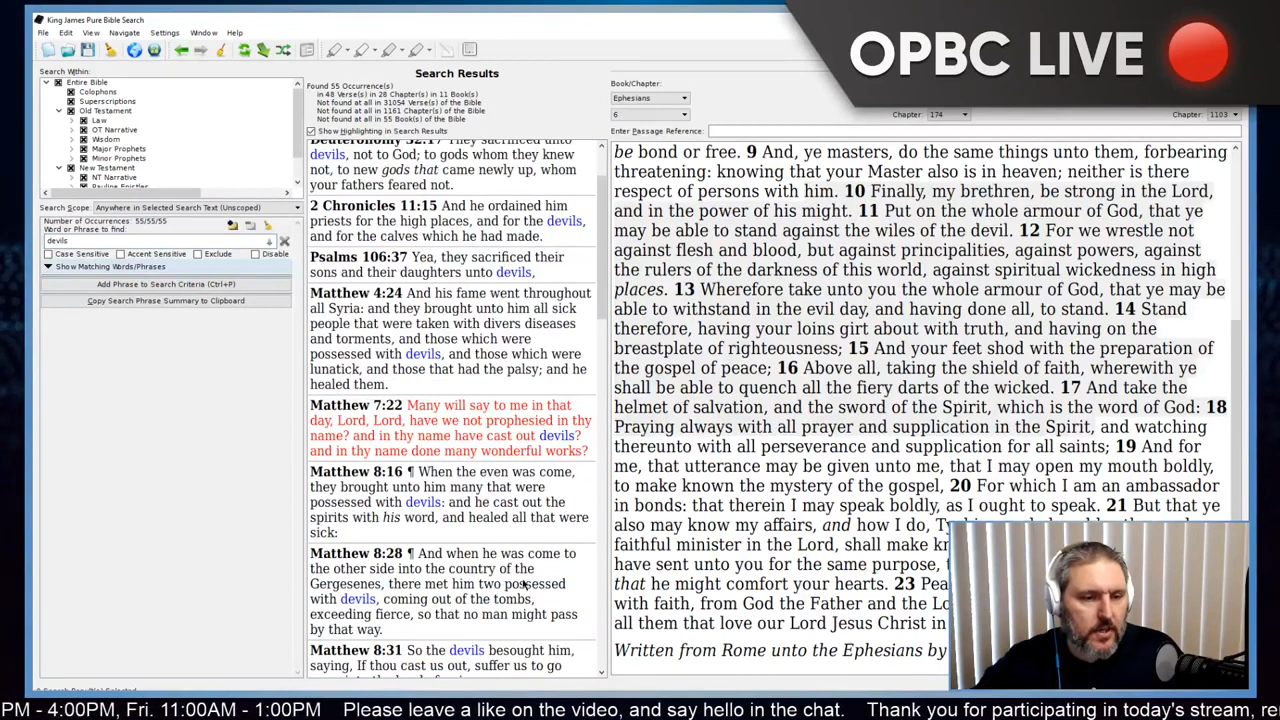 King James Pure Bible Search
File Edit View Navigate Settings Window Help
OPBC LIVE
Search Within:
Entire Bible
Colophons
Superscriptions
Old Testament
Law
OT Narrative
Wisdom
Major Prophets
Minor Prophets
New Testament
NT Narrative
Pauline Epistles
Search Scope: Anywhere in Selected Search Text (Unscoped)
Number of Occurrences: 55/55/55
Word or Phrase to find:
devils
Case Sensitive Accent Sensitive Exclude Disable
Show Matching Words/Phrases
Add Phrase to Search Criteria (Ctrl+P)
Copy Search Phrase Summary to Clipboard
Search Results
Found 55 Occurrence(s)
in 48 Verse(s) in 28 Chapter(s) in 11 Book(s)
Not found at all in 31054 Verse(s) of the Bible
Not found at all in 1161 Chapter(s) of the Bible
Not found at all in 55 Book(s) of the Bible
Show Highlighting in Search Results
Deuteronomy 32:17 They sacrificed unto
devils, not to God; to gods whom they knew
not, to new gods that came newly up, whom
your fathers feared not.
2 Chronicles 11:15 And he ordained him
priests for the high places, and for the devils,
and for the calves which he had made.
Psalms 106:37 Yea, they sacrificed their
sons and their daughters unto devils,
Matthew 4:24 And his fame went throughout
all Syria: and they brought unto him all sick
people that were taken with divers diseases
and torments, and those which were
possessed with devils, and those which were
lunatick, and those that had the palsy; and he
healed them.
Matthew 7:22 Many will say to me in that
day, Lord, Lord, have we not prophesied in thy
name? and in thy name have cast out devils?
and in thy name done many wonderful works?
Matthew 8:16 ¶ When the even was come,
they brought unto him many that were
possessed with devils: and he cast out the
spirits with his word, and healed all that were
sick:
Matthew 8:28 ¶ And when he was come to
the other side into the country of the
Gergesenes, there met him two possessed
with devils, coming out of the tombs,
exceeding fierce, so that no man might pass
by that way.
Matthew 8:31 So the devils besought him,
saying, If thou cast us out, suffer us to go
Book/Chapter:
Ephesians
6 Chapter: 174 Chapter: 1103
Enter Passage Reference:
be bond or free. 9 And, ye masters, do the same things unto them, forbearing
threatening: knowing that your Master also is in heaven; neither is there
respect of persons with him. 10 Finally, my brethren, be strong in the Lord,
and in the power of his might. 11 Put on the whole armour of God, that ye
may be able to stand against the wiles of the devil. 12 For we wrestle not
against flesh and blood, but against principalities, against powers, against
the rulers of the darkness of this world, against spiritual wickedness in high
places. 13 Wherefore take unto you the whole armour of God, that ye may be
able to withstand in the evil day, and having done all, to stand. 14 Stand
therefore, having your loins girt about with truth, and having on the
breastplate of righteousness; 15 And your feet shod with the preparation of
the gospel of peace; 16 Above all, taking the shield of faith, wherewith ye
shall be able to quench all the fiery darts of the wicked. 17 And take the
helmet of salvation, and the sword of the Spirit, which is the word of God: 18
Praying always with all prayer and supplication in the Spirit, and watching
thereunto with all perseverance and supplication for all saints; 19 And for
me, that utterance may be given unto me, that I may open my mouth boldly,
to make known the mystery of the gospel, 20 For which I am an ambassador
in bonds: that therein I may speak boldly, as I ought to speak. 21 But that ye
also may know my affairs, and how I do,
faithful minister in the Lord, shall make
have sent unto you for the same purpose,
that he might comfort your hearts. 23
with faith, from God the Father and the
all them that love our Lord Jesus Christ in
Written from Rome unto the Ephesians by
PM - 4:00PM, Fri. 11:00AM - 1:00PM Please leave a like on the video, and say hello in the chat. Thank you for participating in today's stream, re